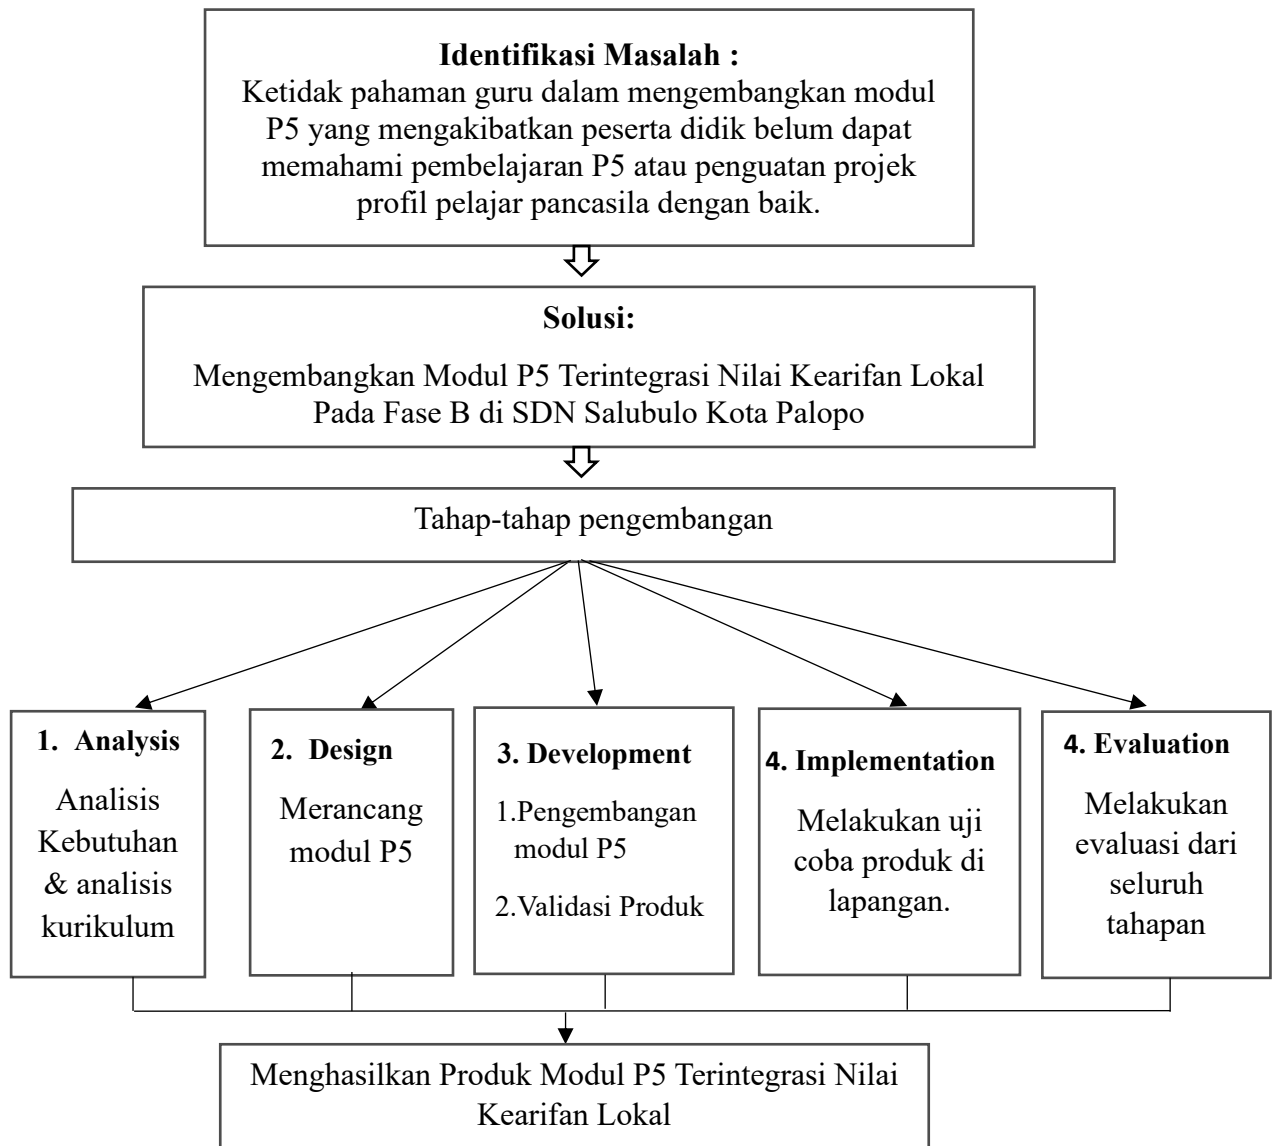 Identifikasi Masalah :
Ketidak pahaman guru dalam mengembangkan modul
P5 yang mengakibatkan peserta didik belum dapat
memahami pembelajaran P5 atau penguatan projek
profil pelajar pancasila dengan baik.
Solusi:
Mengembangkan Modul P5 Terintegrasi Nilai Kearifan Lokal
Pada Fase B di SDN Salubulo Kota Palopo
Tahap-tahap pengembangan
1. Analysis
Analisis
Kebutuhan
& analisis
kurikulum
2. Design
Merancang
modul P5
3. Development
1.Pengembangan
modul P5
2.Validasi Produk
4. Implementation
Melakukan uji
coba produk di
lapangan.
4. Evaluation
Melakukan
evaluasi dari
seluruh
tahapan
Menghasilkan Produk Modul P5 Terintegrasi Nilai
Kearifan Lokal